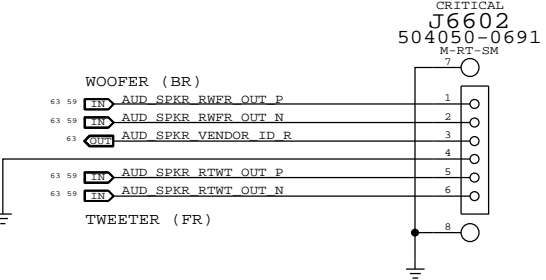 CRITICAL
J6602
504050-0691
M-RT-SM
7
WOOFER (BR)
63 59 IN AUD_SPKR_RWFR_OUT_P 1
63 59 IN AUD_SPKR_RWFR_OUT_N 2
63 OUT AUD_SPKR_VENDOR_ID_R 3
4
63 59 IN AUD_SPKR_RTWT_OUT_P 5
63 59 IN AUD_SPKR_RTWT_OUT_N 6
TWEETER (FR)
8